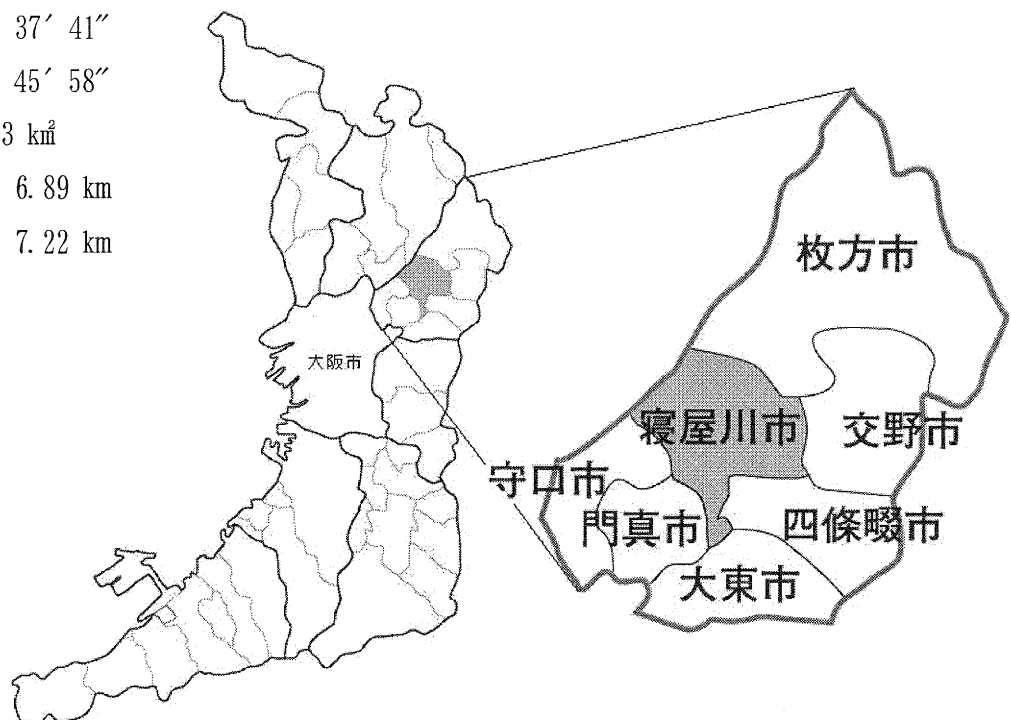 37′ 41″
45′ 58″
3 k㎡
6.89 km
7.22 km
大阪市
枚方市
寝屋川市
交野市
守口市
門真市
四條畷市
大東市